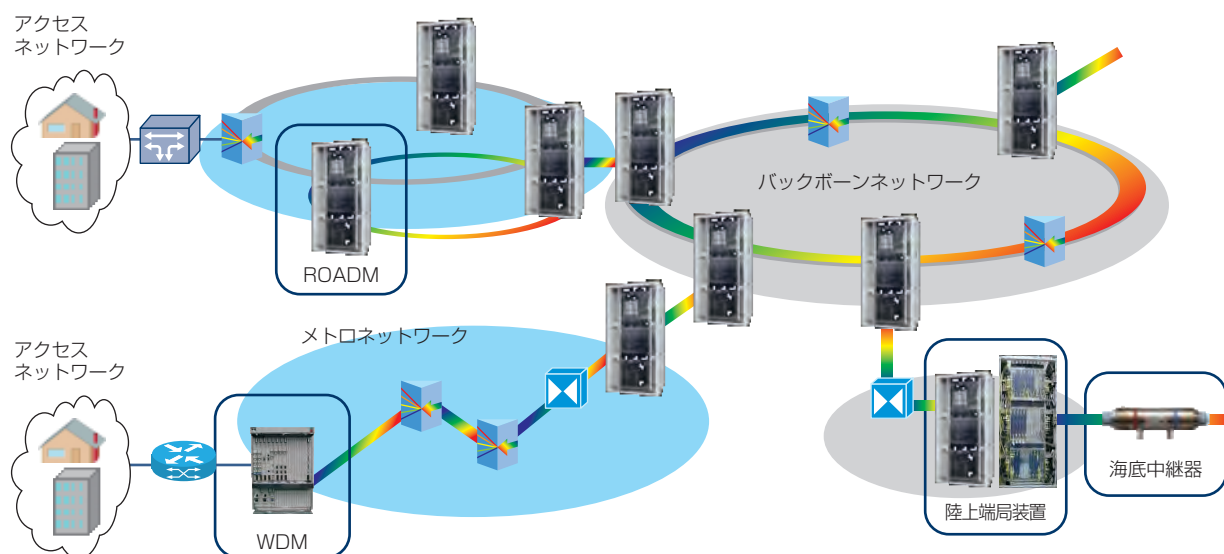 アクセス
ネットワーク
バックボーンネットワーク
ROADM
メトロネットワーク
アクセス
ネットワーク
WDM
陸上端局装置
海底中継器